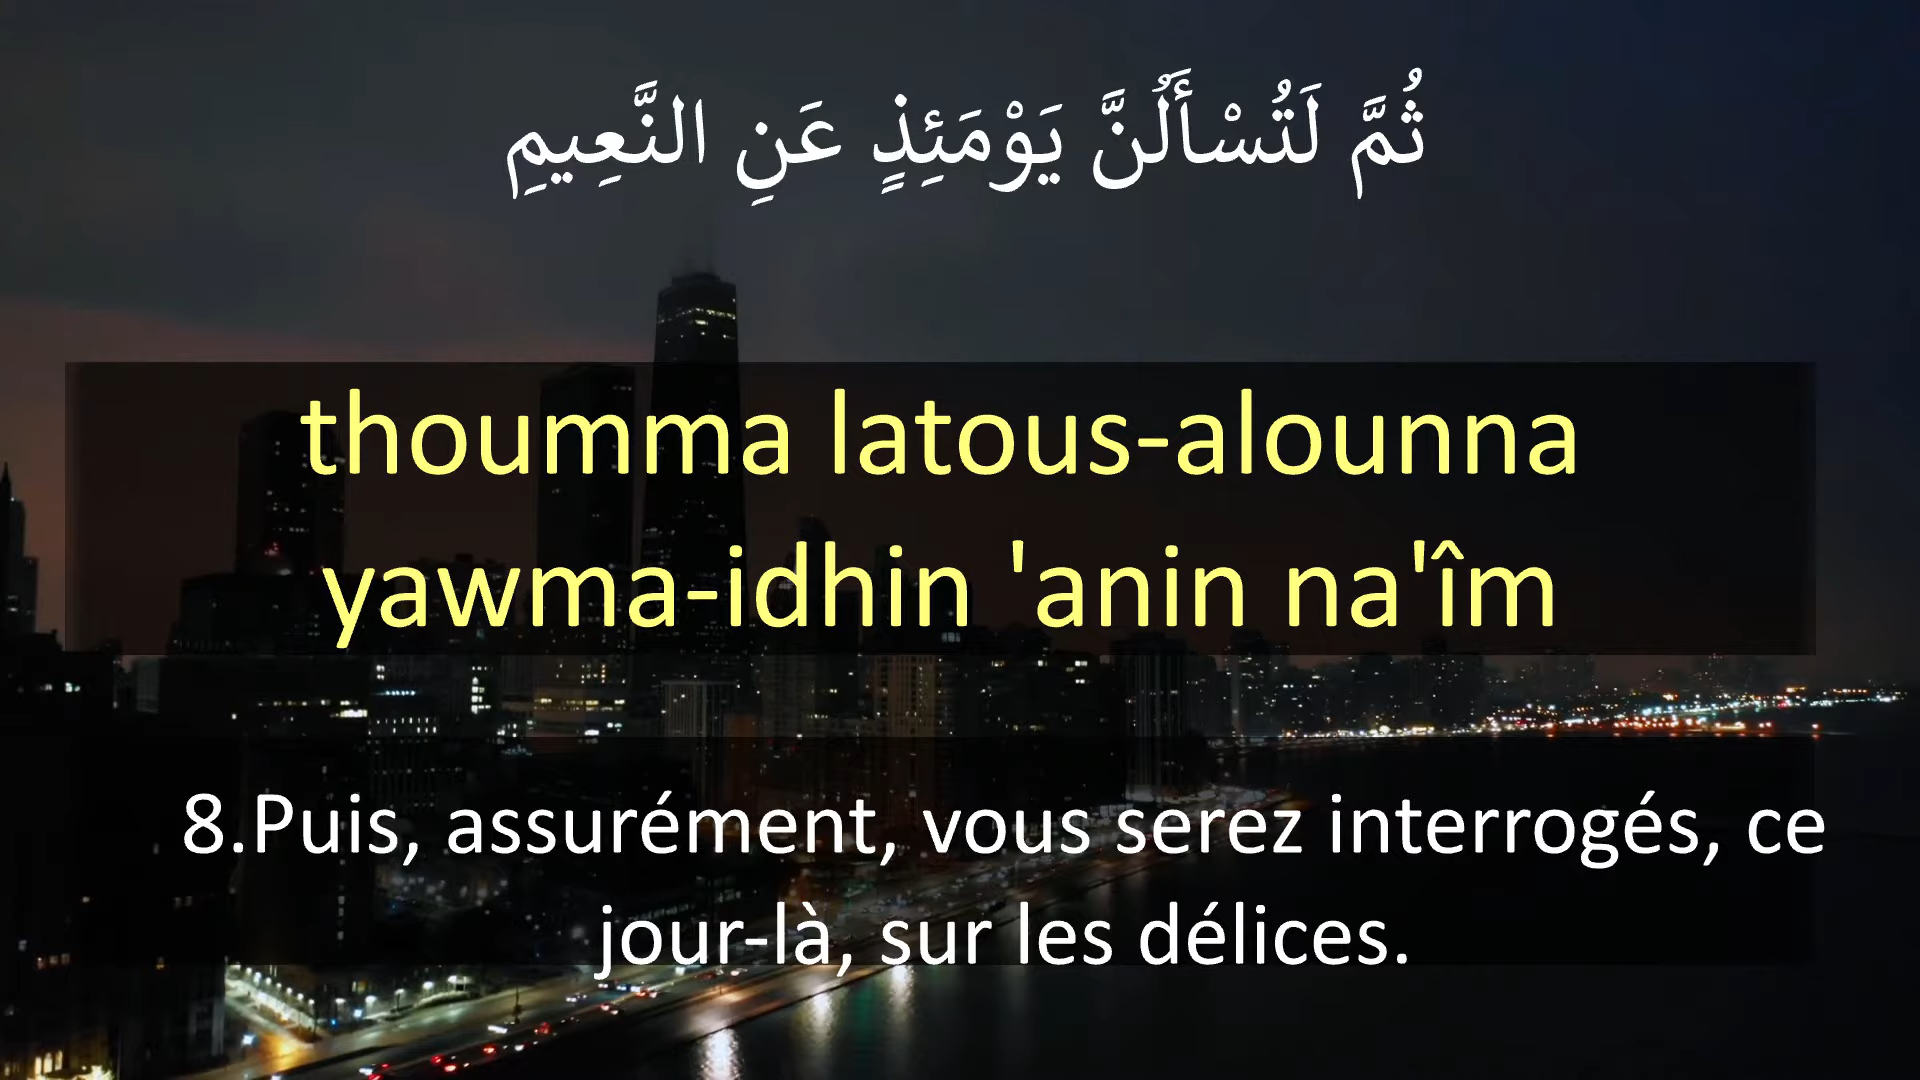 ثُمَّ لَتُسْأَلُنَّ يَوْمَئِذٍ عَنِ النَّعِيمِ
thoumma latous-alounna
yawma-idhin 'anin na'îm
8.Puis, assurément, vous serez interrogés, ce
jour-là, sur les délices.